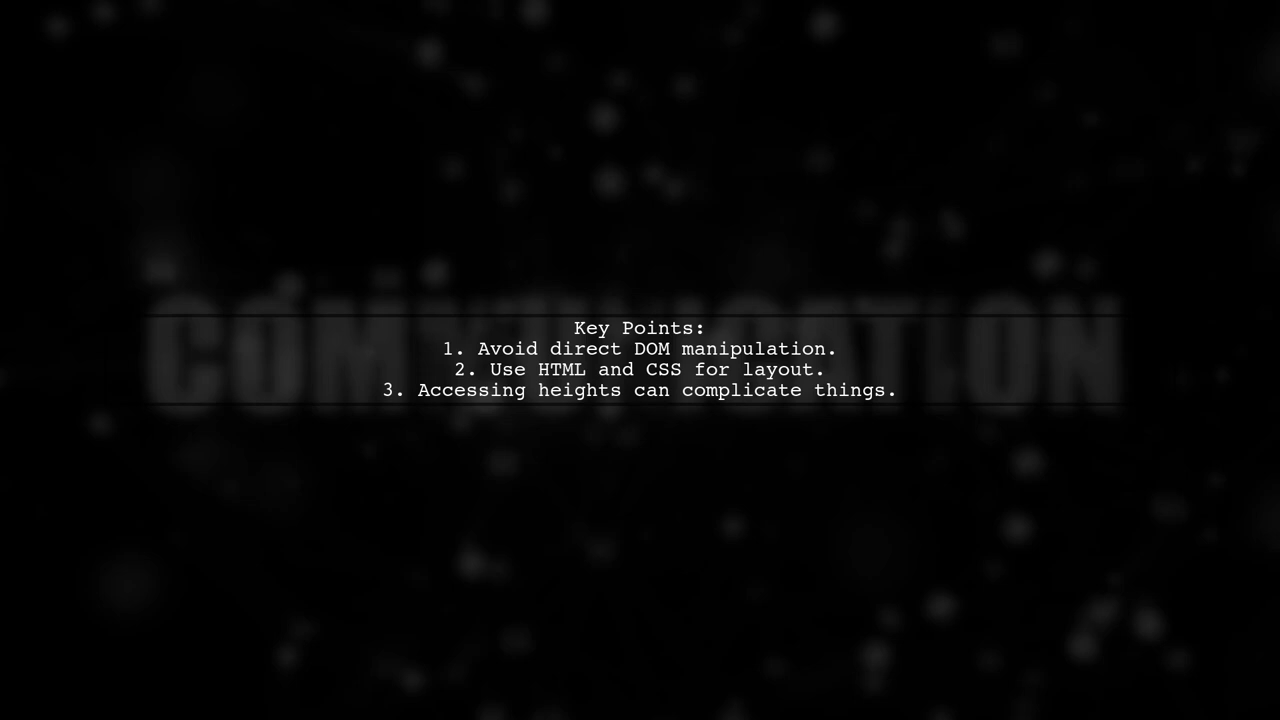 Key Points:
1. Avoid direct DOM manipulation.
2. Use HTML and CSS for layout.
3. Accessing heights can complicate things.